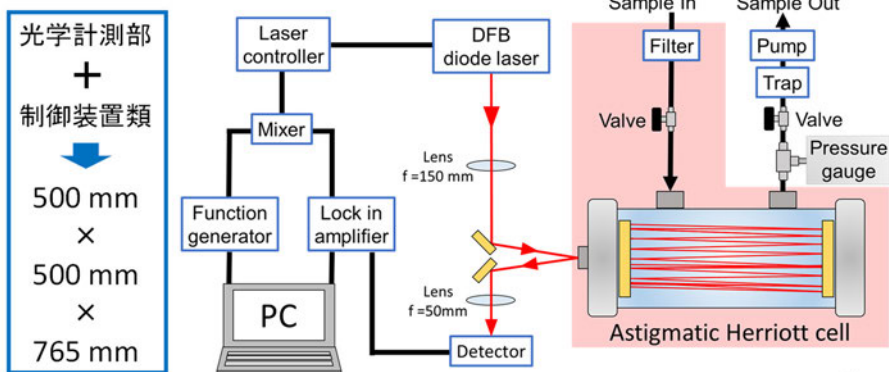 光学計測部
+
制御装置類
500 mm
×
500 mm
×
765 mm
Laser
controller
DFB
diode laser
Mixer
Function
generator
Lock in
amplifier
PC
Lens
f =150 mm
Lens
f =50mm
Detector
Sample In
Filter
Valve
Sample Out
Pump
Trap
Valve
Pressure
gauge
Astigmatic Herriott cell